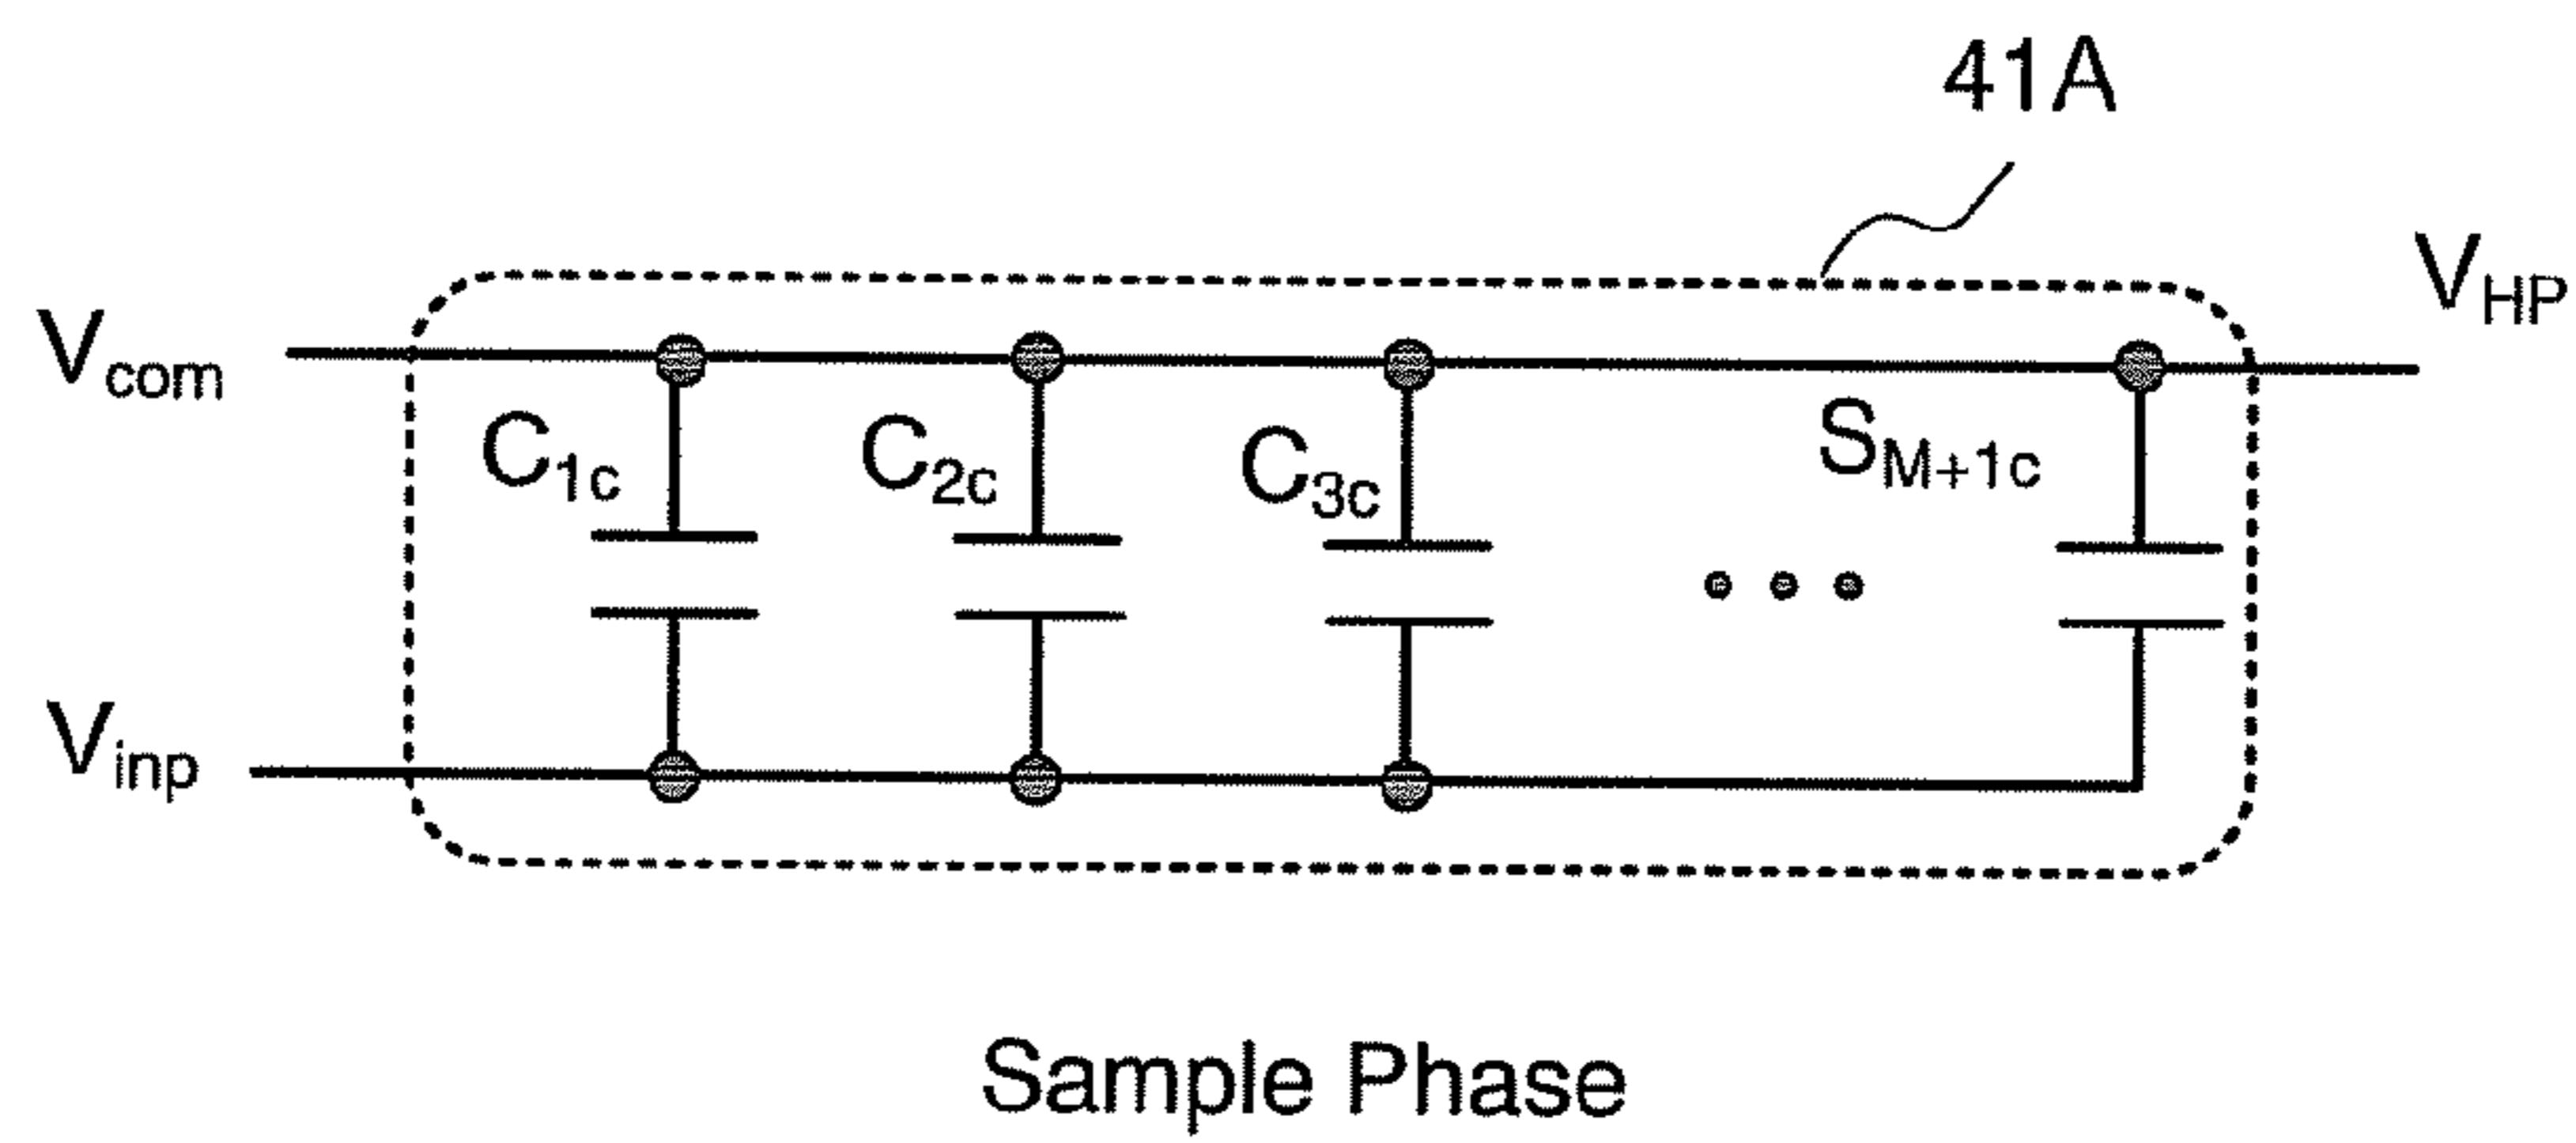 41A
V_HP
V_com
C_1c C_2c C_3c S_M+1c
V_inp
Sample Phase